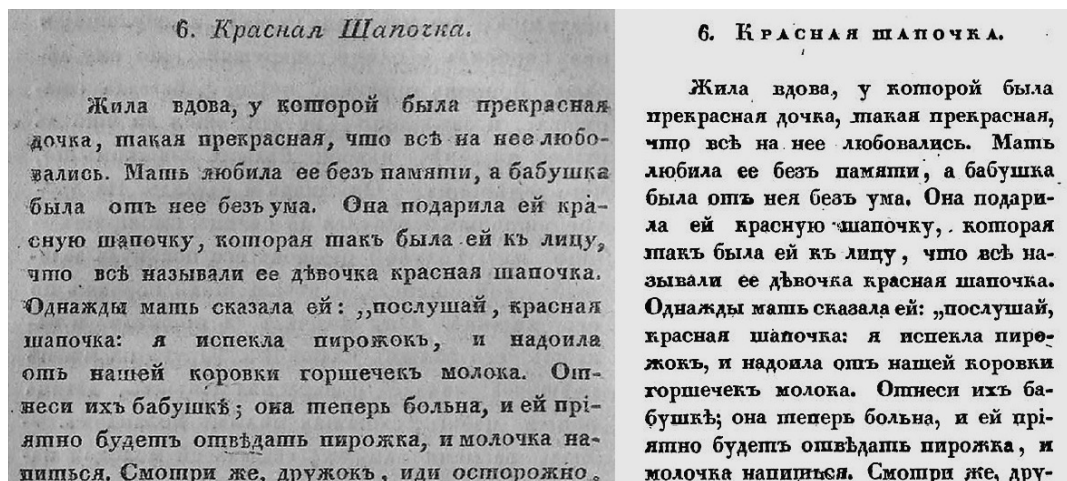 6. Красная Шапочка.
Жила вдова, у которой была прекрасная
дочка, такая прекрасная, что всѣ на нее любо-
вались. Мать любила ее безъ памяти, а бабушка
была отъ нее безъ ума. Она подарила ей кра-
сную шапочку, которая такъ была ей къ лицу,
что всѣ называли ее дѣвочка красная шапочка.
Однажды мать сказала ей: „послушай, красная
шапочка: я испекла пирожокъ, и надоила
отъ нашей коровки горшечекъ молока. От-
неси ихъ бабушкѣ; она теперь больна, и ей прі-
ятно будетъ отвѣдать пирожка, и молочка на-
питься. Смотри же, дружокъ, иди осторожно,
6. Красная шапочка.
Жила вдова, у которой была
прекрасная дочка, такая прекрасная,
что всѣ на нее любовались. Мать
любила ее безъ памяти, а бабушка
была отъ нея безъ ума. Она подари-
ла ей красную шапочку, которая
такъ была ей къ лицу, что всѣ на-
зывали ее дѣвочка красная шапочка.
Однажды мать сказала ей: „послушай,
красная шапочка: я испекла пиро-
жокъ, и надоила отъ нашей коровки
горшечекъ молока. Отнеси ихъ ба-
бушкѣ; она теперь больна, и ей прі-
ятно будетъ отвѣдать пирожка, и
молочка напиться. Смотри же, дру-